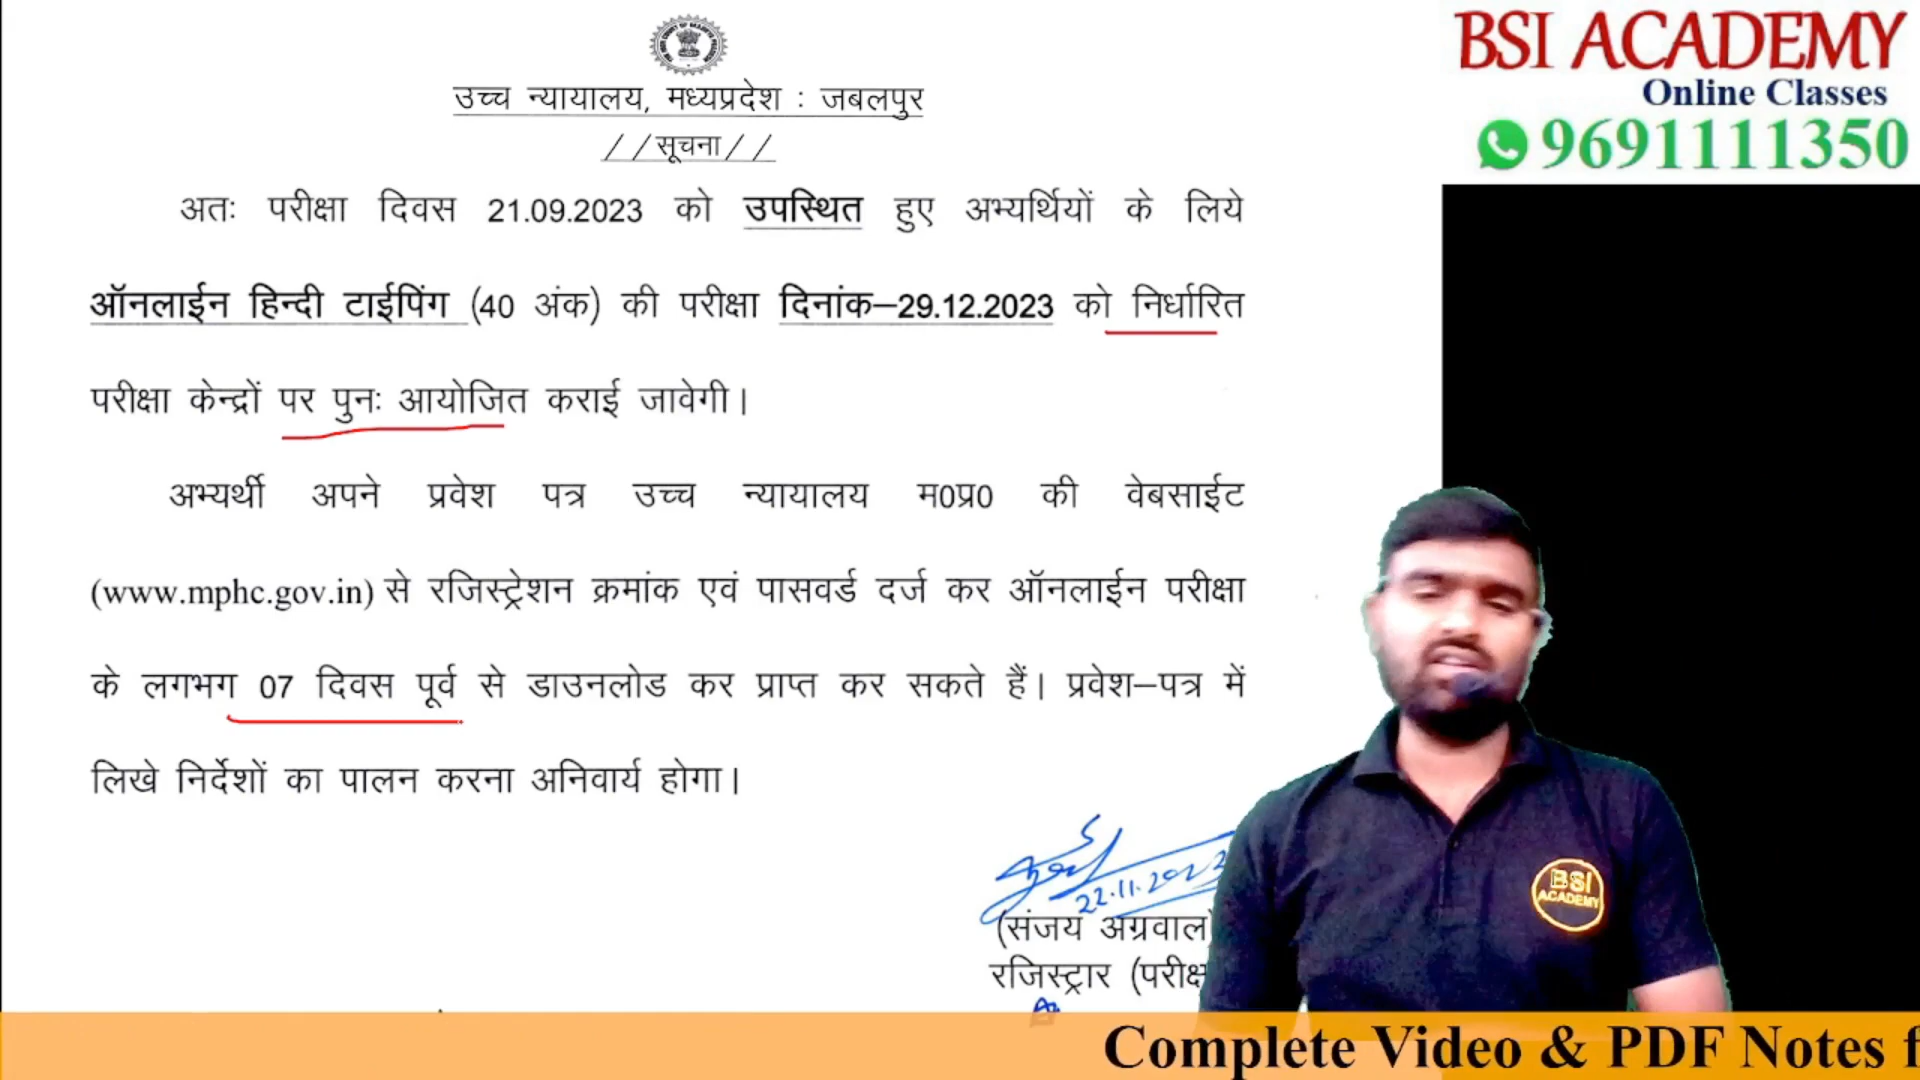 उच्च न्यायालय, मध्यप्रदेश : जबलपुर
//सूचना//
अतः परीक्षा दिवस 21.09.2023 को उपस्थित हुए अभ्यर्थियों के लिये
ऑनलाईन हिन्दी टाईपिंग (40 अंक) की परीक्षा दिनांक–29.12.2023 को निर्धारित
परीक्षा केन्द्रों पर पुनः आयोजित कराई जावेगी।
अभ्यर्थी अपने प्रवेश पत्र उच्च न्यायालय म0प्र0 की वेबसाईट
(www.mphc.gov.in) से रजिस्ट्रेशन क्रमांक एवं पासवर्ड दर्ज कर ऑनलाईन परीक्षा
के लगभग 07 दिवस पूर्व से डाउनलोड कर प्राप्त कर सकते हैं। प्रवेश–पत्र में
लिखे निर्देशों का पालन करना अनिवार्य होगा।
22.11.2023
(संजय अग्रवाल)
रजिस्ट्रार (परीक्ष
BSI ACADEMY
Online Classes
9691111350
BSI
ACADEMY
Complete Video & PDF Notes f